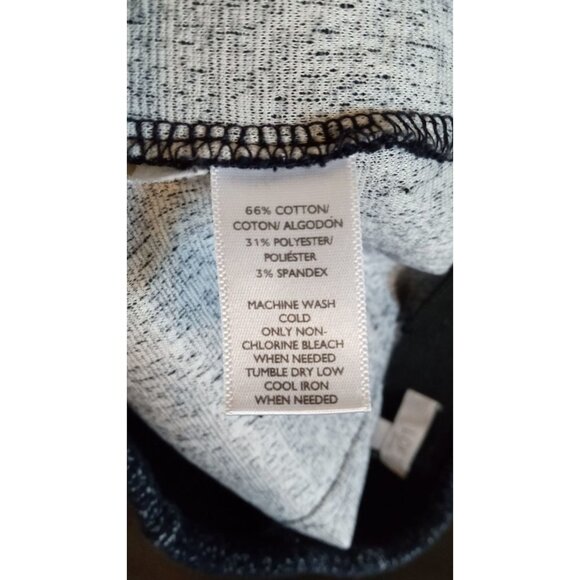 66% COTTON/
COTON/ ALGODÓN
31% POLYESTER/
POLIÉSTER
3% SPANDEX
MACHINE WASH
COLD
ONLY NON-
CHLORINE BLEACH
WHEN NEEDED
TUMBLE DRY LOW
COOL IRON
WHEN NEEDED